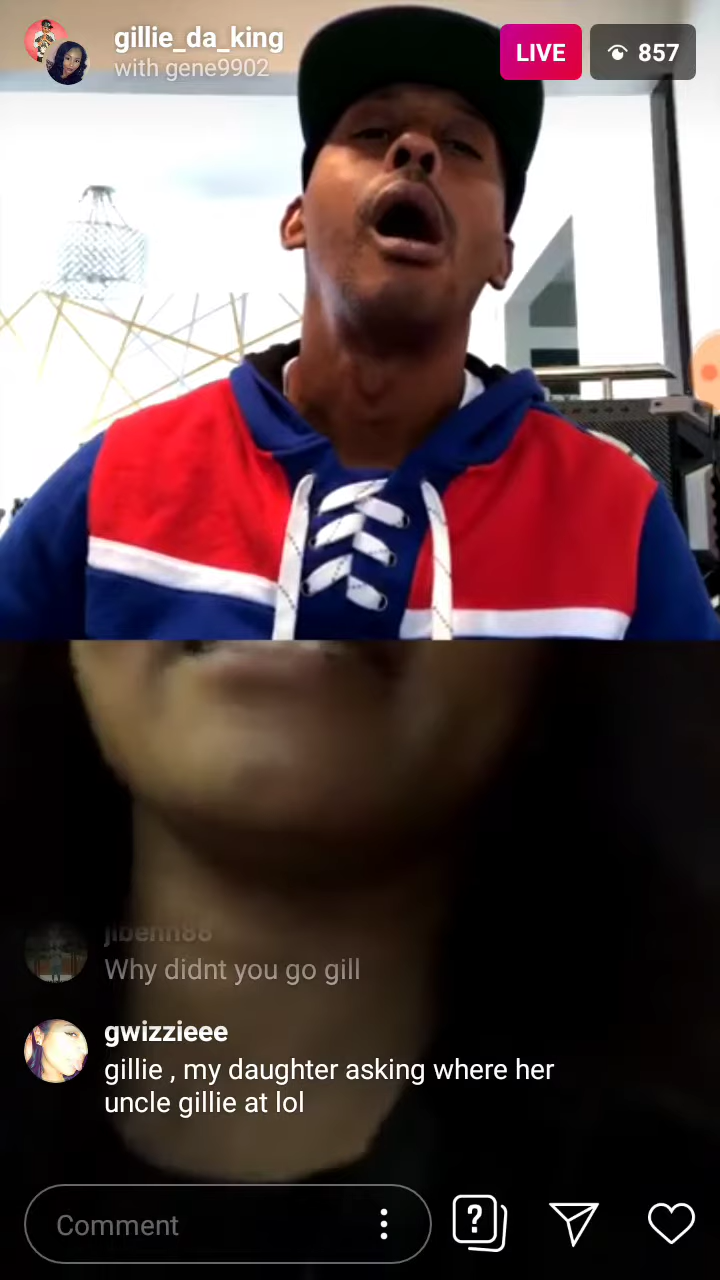 gillie_da_king
with gene9902
LIVE
857
jibenn88
Why didnt you go gill
gwizzieee
gillie , my daughter asking where her
uncle gillie at lol
Comment
?